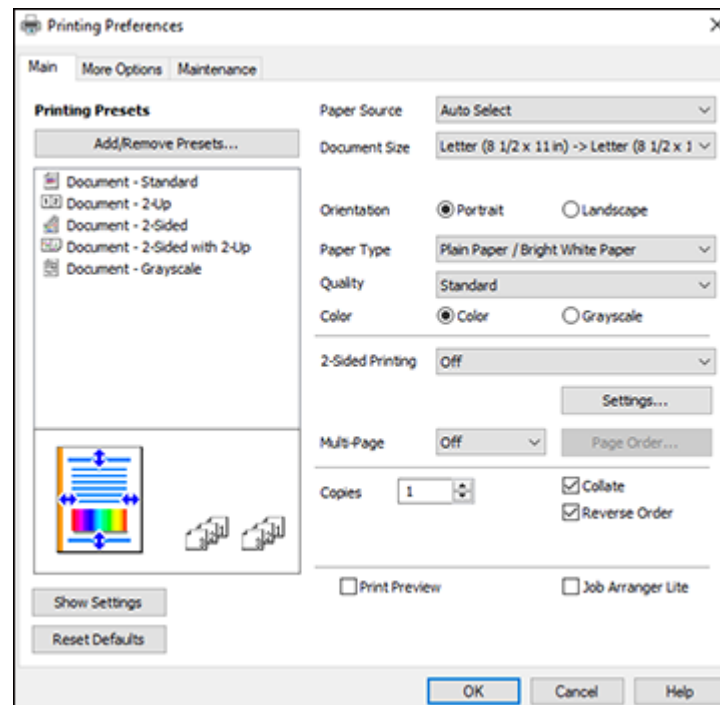 Printing Preferences
Main More Options Maintenance
Printing Presets
Add/Remove Presets...
Document - Standard
Document - 2-Up
Document - 2-Sided
Document - 2-Sided with 2-Up
Document - Grayscale
Show Settings
Reset Defaults
Paper Source Auto Select
Document Size Letter (8 1/2 x 11 in) -> Letter (8 1/2 x 1
Orientation Portrait Landscape
Paper Type Plain Paper / Bright White Paper
Quality Standard
Color Color Grayscale
2-Sided Printing Off
Settings...
Multi-Page Off Page Order...
Copies 1 Collate
Reverse Order
Print Preview Job Arranger Lite
OK Cancel Help